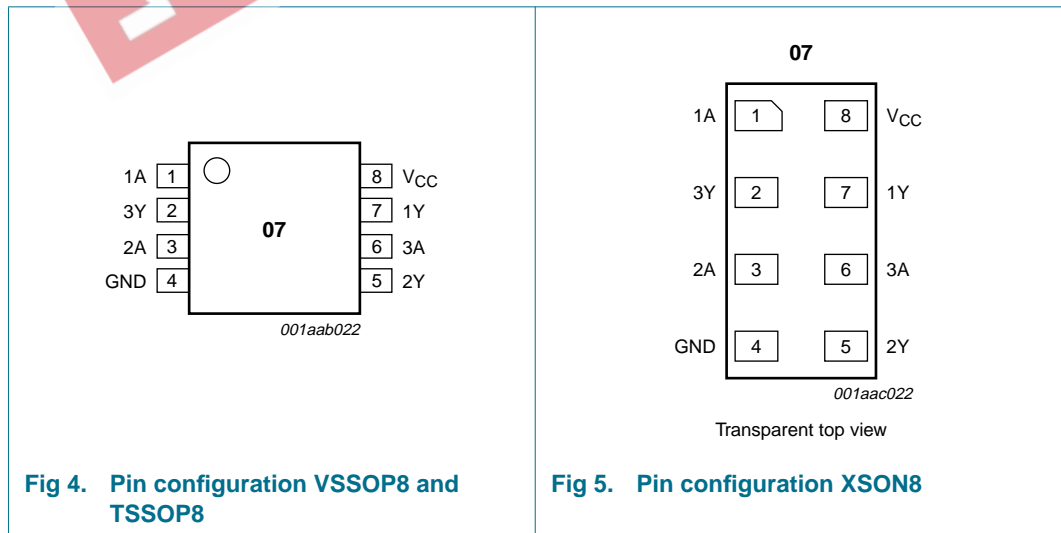 1A 1 8 VCC
3Y 2 07 7 1Y
2A 3 6 3A
GND 4 5 2Y
001aab022
Fig 4. Pin configuration VSSOP8 and
TSSOP8
07
1A 1 8 VCC
3Y 2 7 1Y
2A 3 6 3A
GND 4 5 2Y
001aac022
Transparent top view
Fig 5. Pin configuration XSON8